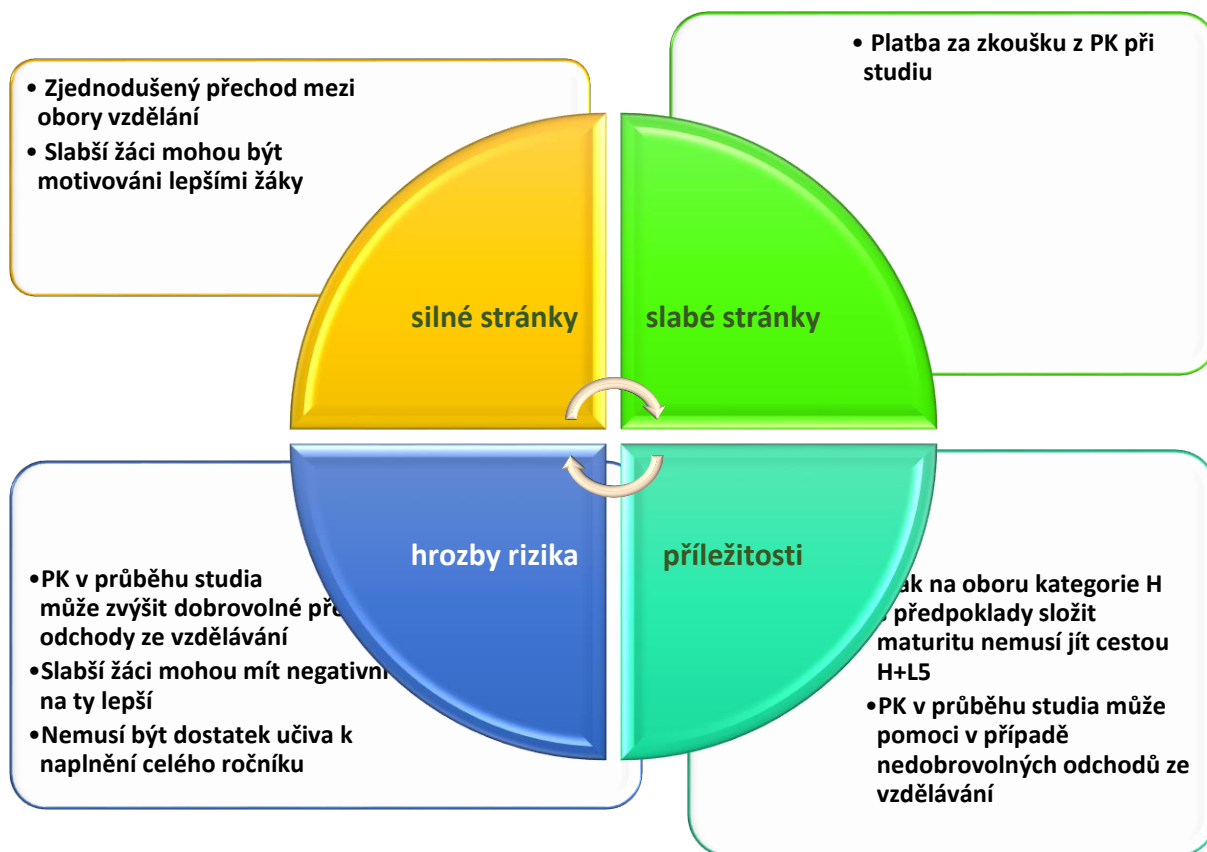 • Zjednodušený přechod mezi
obory vzdělání
• Slabší žáci mohou být
motivováni lepšími žáky
• Platba za zkoušku z PK při
studiu
silné stránky
slabé stránky
hrozby rizika
příležitosti
•PK v průběhu studia
může zvýšit dobrovolné
odchody ze vzdělávání
•Slabší žáci mohou mít negativní
na ty lepší
•Nemusí být dostatek učiva k
naplnění celého ročníku
na oboru kategorie H
předpoklady složit
maturitu nemusí jít cestou
H+L5
•PK v průběhu studia může
pomoci v případě
nedobrovolných odchodů ze
vzdělávání